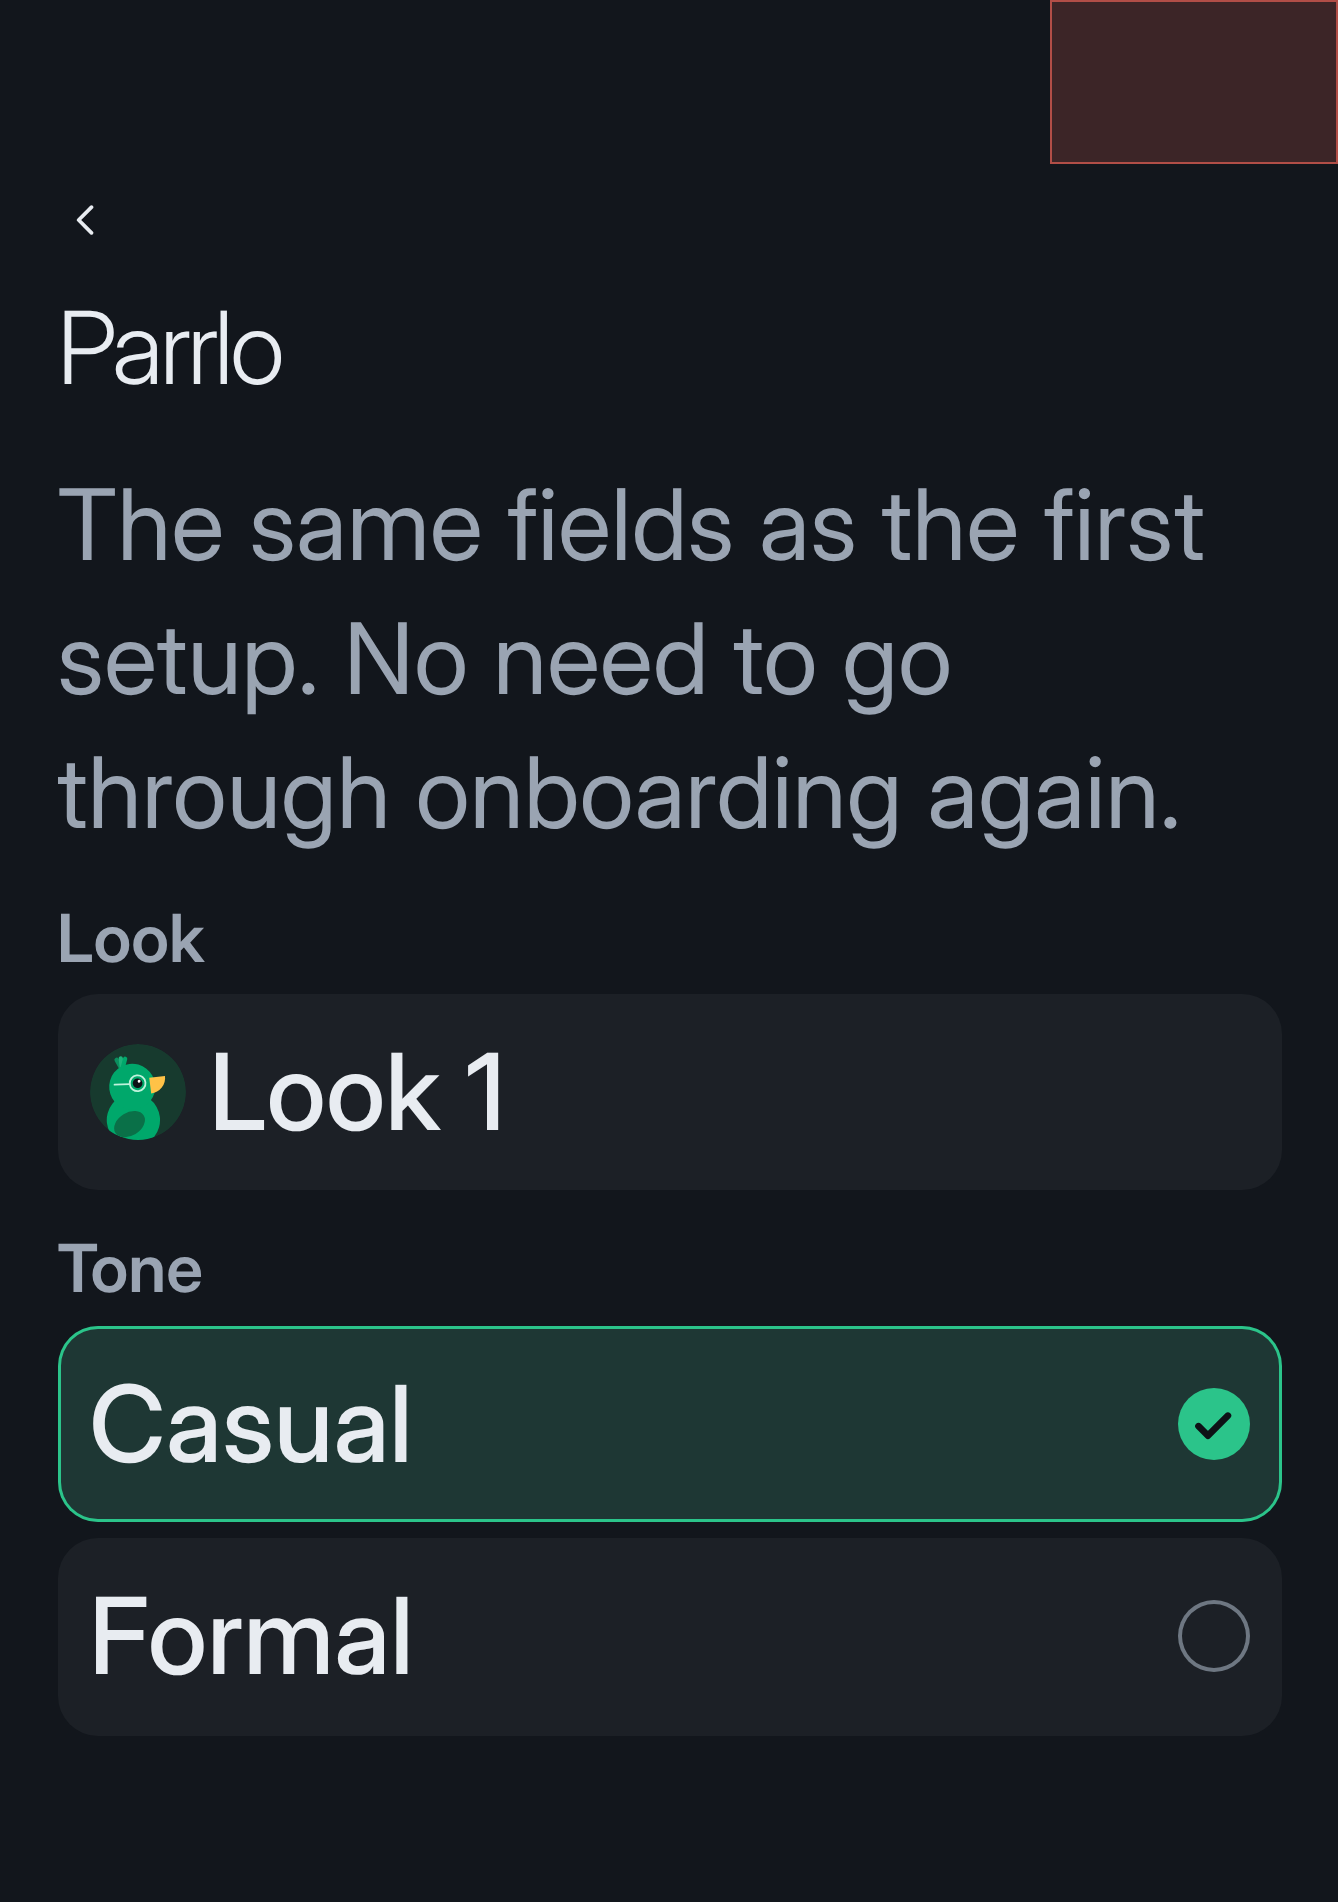 Parrlo
The same fields as the first
setup. No need to go
through onboarding again.
Look
Look 1
Tone
Casual
Formal